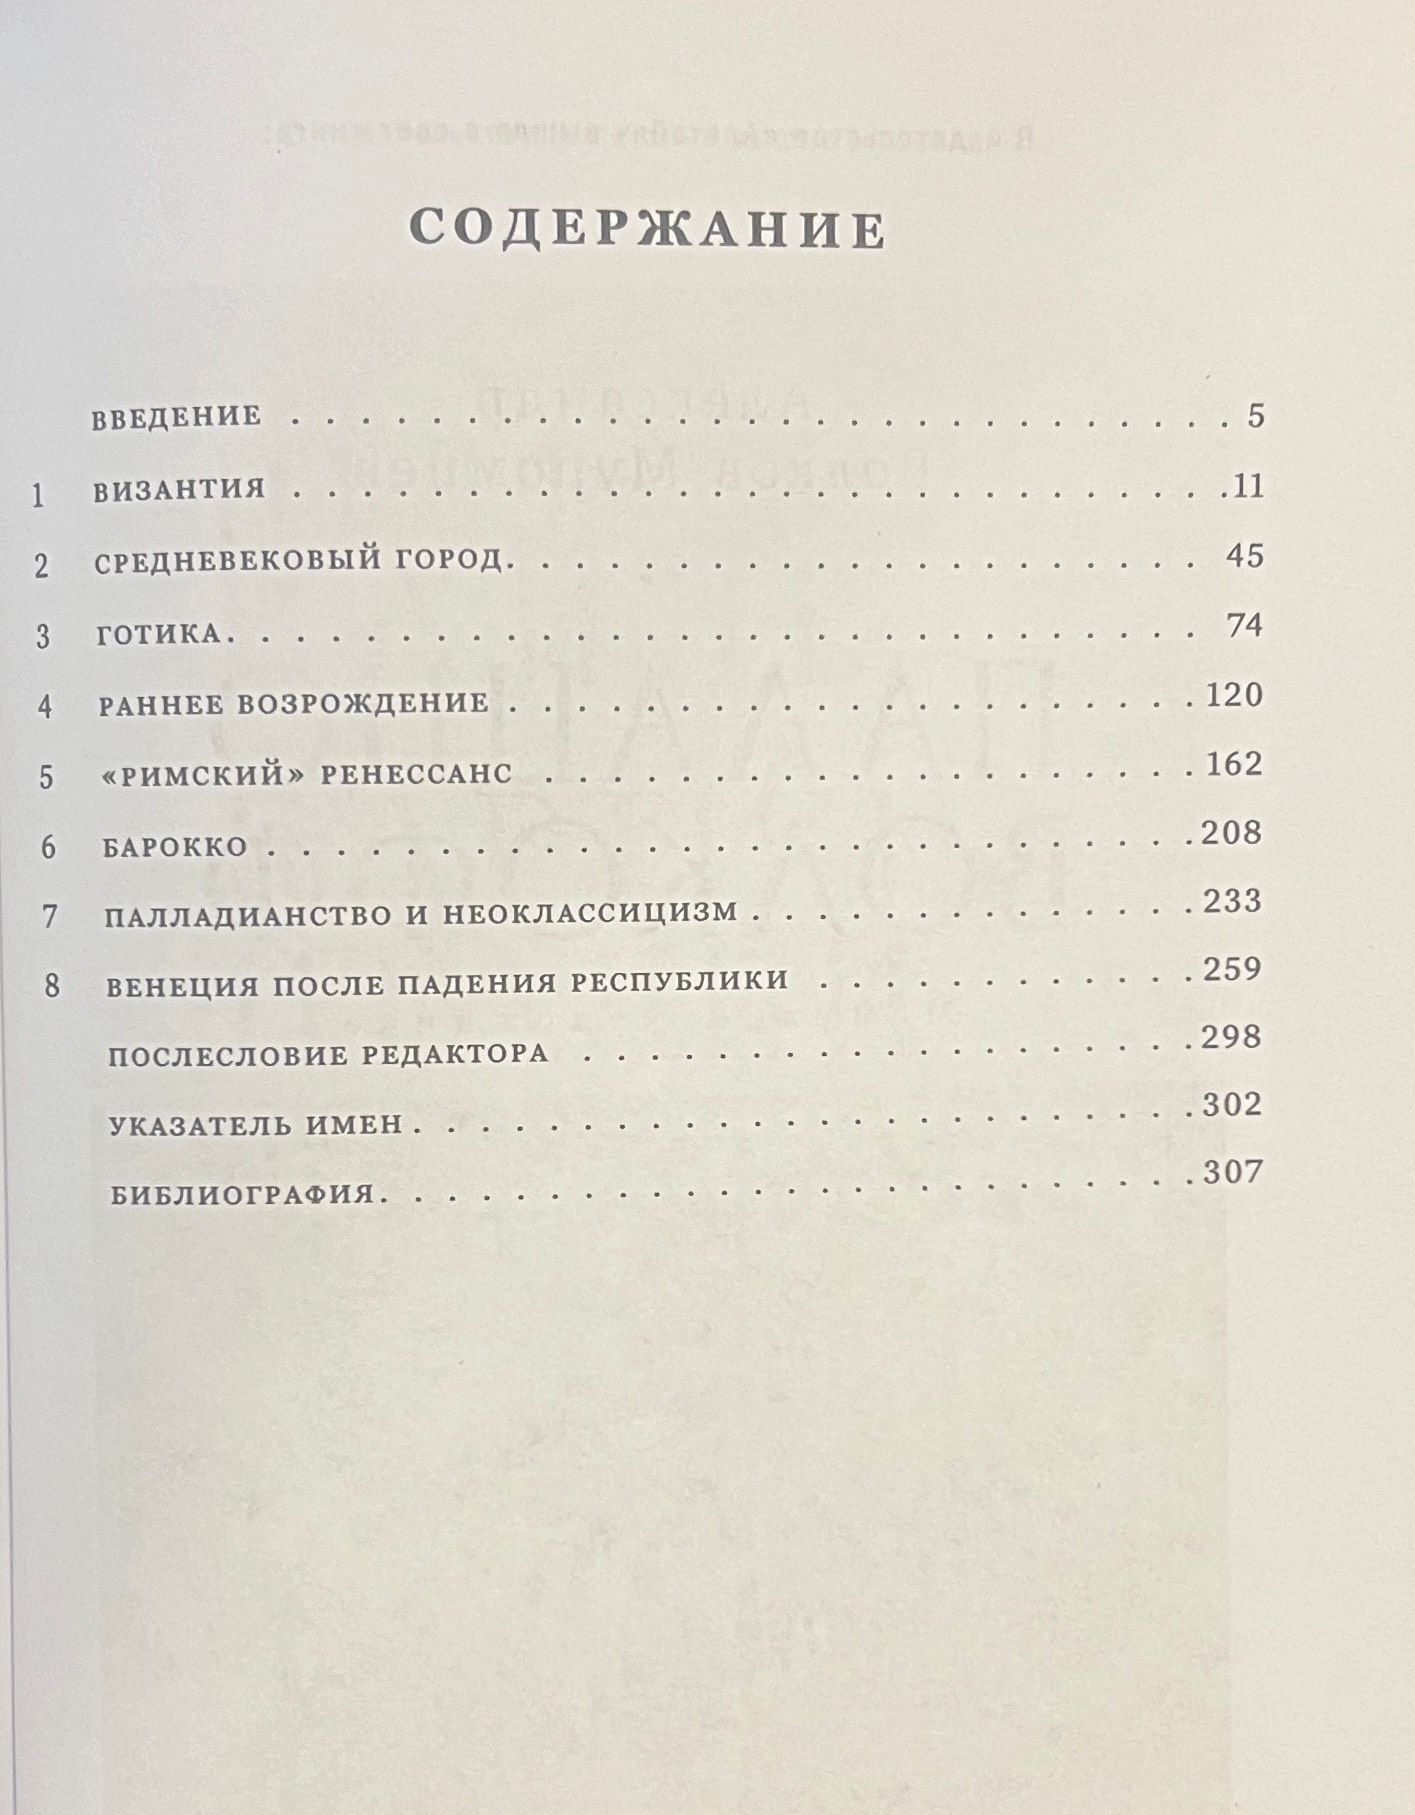 СОДЕРЖАНИЕ
ВВЕДЕНИЕ . . . . . . . . . . . . . . . . . . . . . . . . . . . 5
1 ВИЗАНТИЯ . . . . . . . . . . . . . . . . . . . . . . . . . . . 11
2 СРЕДНЕВЕКОВЫЙ ГОРОД. . . . . . . . . . . . . . . . . . . . 45
3 ГОТИКА. . . . . . . . . . . . . . . . . . . . . . . . . . . . 74
4 РАННЕЕ ВОЗРОЖДЕНИЕ . . . . . . . . . . . . . . . . . . . . 120
5 «РИМСКИЙ» РЕНЕССАНС . . . . . . . . . . . . . . . . . . . 162
6 БАРОККО . . . . . . . . . . . . . . . . . . . . . . . . . . . 208
7 ПАЛЛАДИАНСТВО И НЕОКЛАССИЦИЗМ . . . . . . . . . . . . . 233
8 ВЕНЕЦИЯ ПОСЛЕ ПАДЕНИЯ РЕСПУБЛИКИ . . . . . . . . . . . 259
ПОСЛЕСЛОВИЕ РЕДАКТОРА . . . . . . . . . . . . . . . . . . 298
УКАЗАТЕЛЬ ИМЕН . . . . . . . . . . . . . . . . . . . . . . . 302
БИБЛИОГРАФИЯ. . . . . . . . . . . . . . . . . . . . . . . . 307